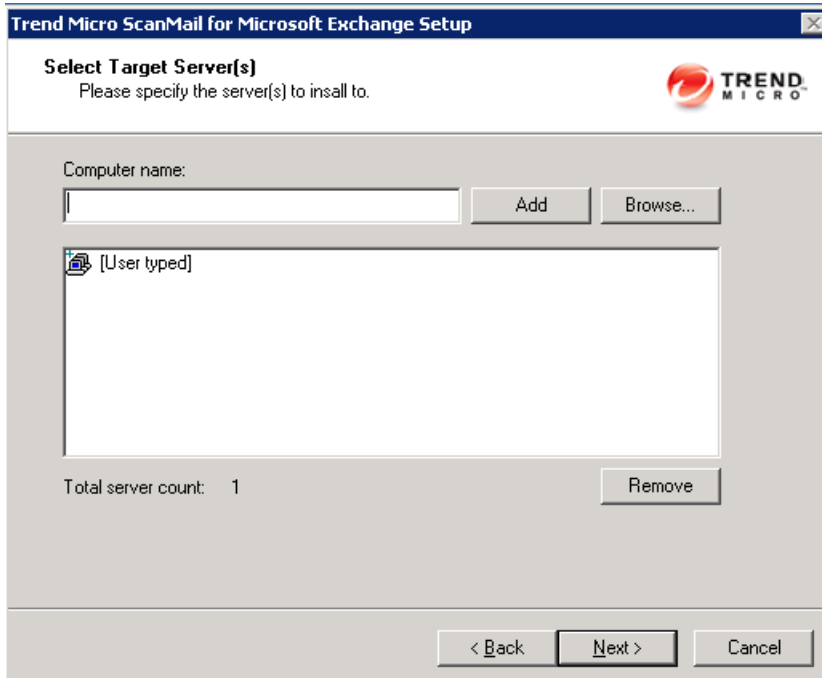 Trend Micro ScanMail for Microsoft Exchange Setup
Select Target Server(s)
Please specify the server(s) to insall to.
TREND
MICRO™
Computer name:
Add
Browse...
[User typed]
Total server count: 1
Remove
< Back
Next >
Cancel